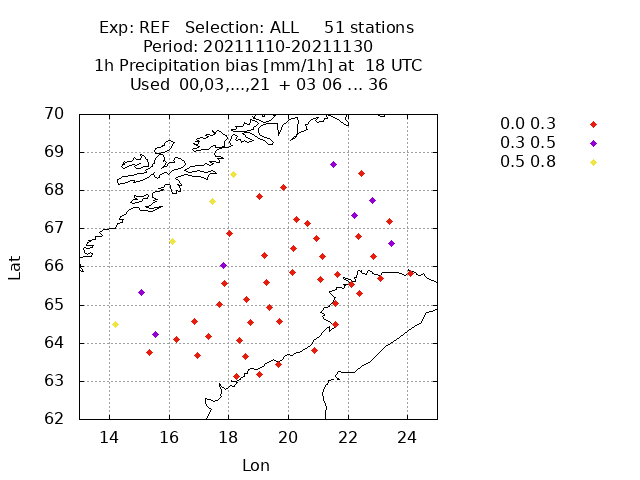 Exp: REF   Selection: ALL     51 stations
Period: 20211110-20211130
1h Precipitation bias [mm/1h] at  18 UTC
Used  00,03,...,21  + 03 06 ... 36
0.0 0.3
0.3 0.5
0.5 0.8
70
69
68
67
66
65
64
63
62
Lat
14 16 18 20 22 24
Lon